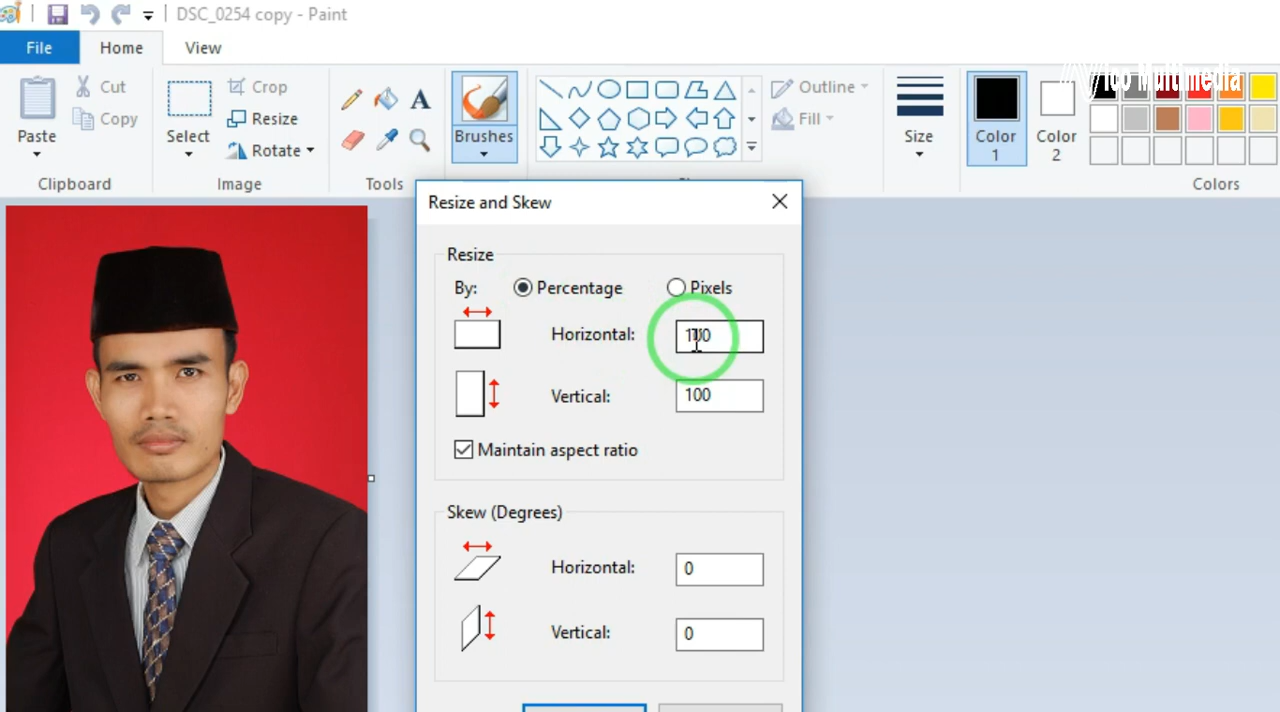 DSC_0254 copy - Paint
File Home View
Paste
Cut
Copy
Clipboard
Select
Crop
Resize
Rotate
Image
A
Tools
Brushes
Outline
Fill
Size
Color
1
Color
2
Colors
Multimedia
Resize and Skew
Resize
By: Percentage Pixels
Horizontal: 100
Vertical: 100
Maintain aspect ratio
Skew (Degrees)
Horizontal: 0
Vertical: 0